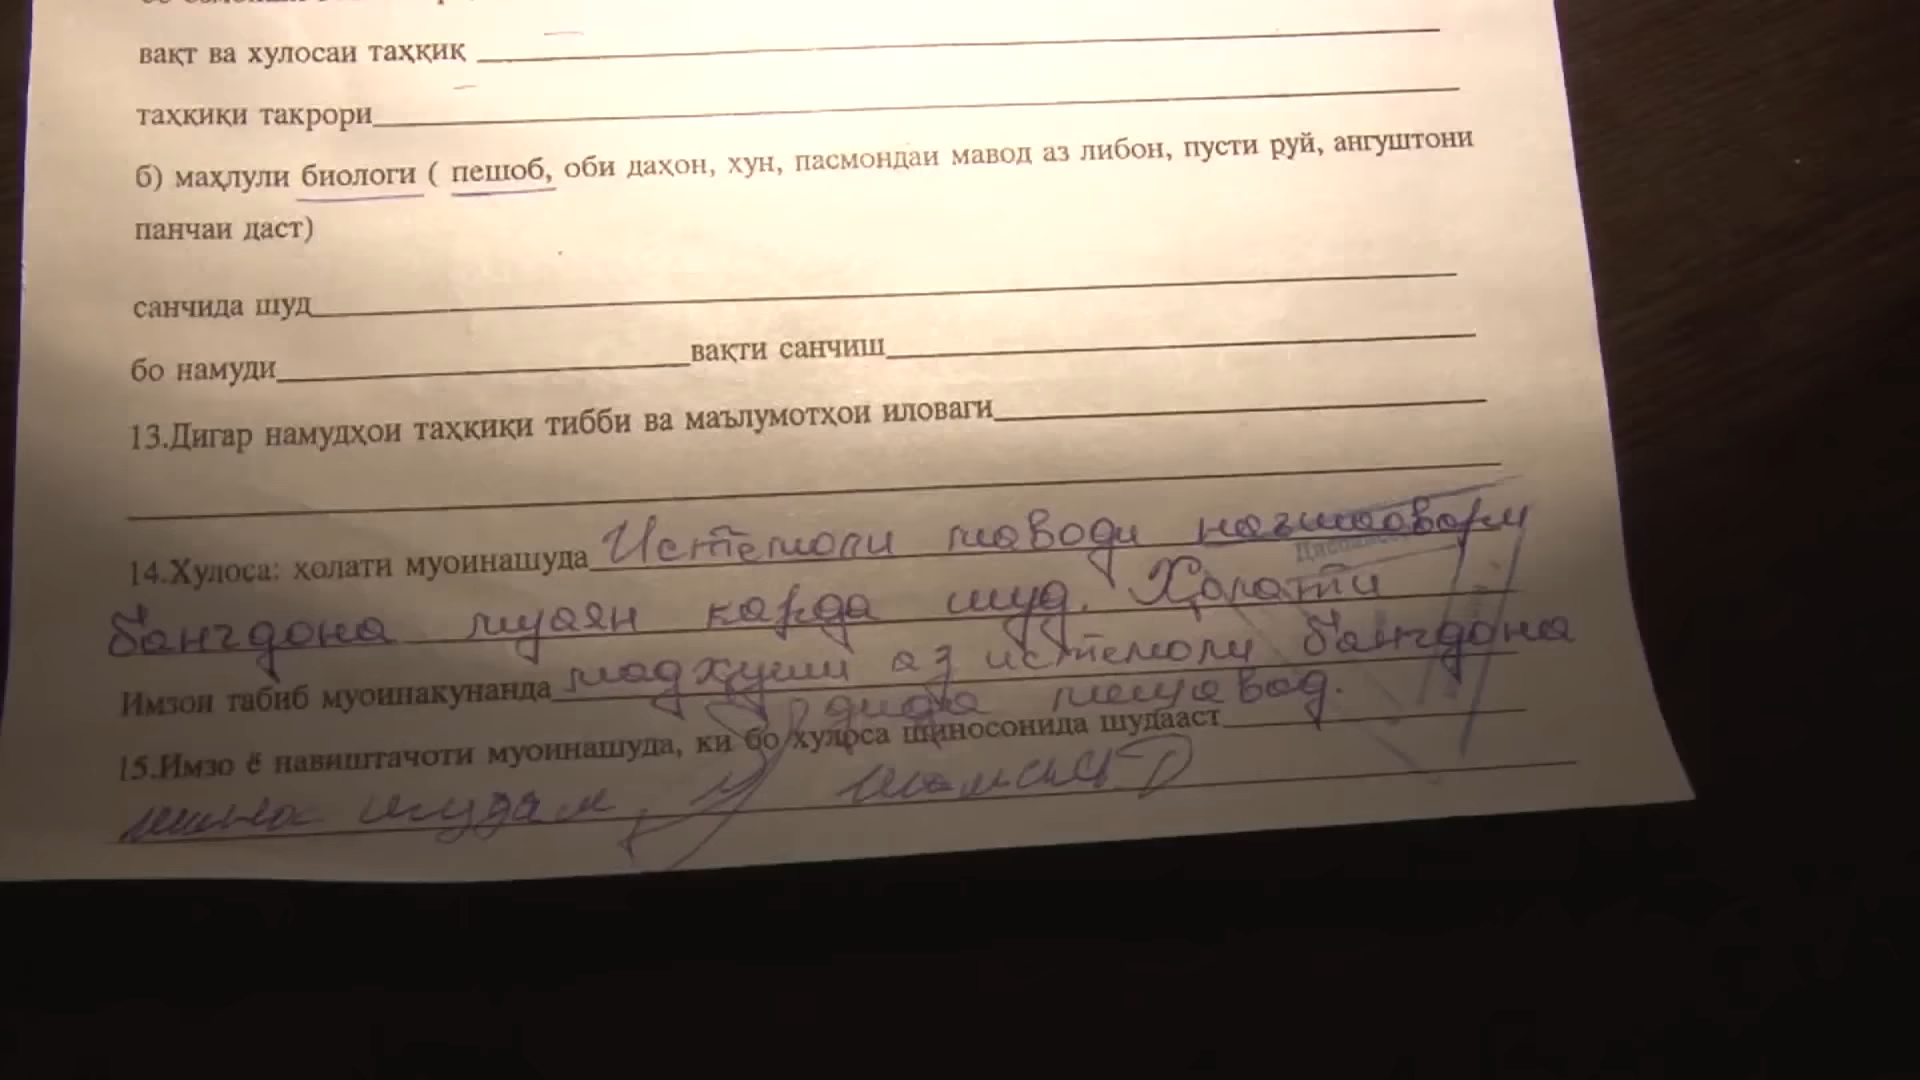 вақт ва хулосаи таҳқиқ
таҳқиқи такрори
б) маҳлули биологи ( пешоб, оби даҳон, хун, пасмондаи мавод аз либон, пусти руй, ангуштони
панчаи даст)
санчида шуд
бо намуди вақти санчиш
13.Дигар намудҳои таҳқиқи тибби ва маълумотҳои иловаги
14.Хулоса: ҳолати муоинашуда Истемоли маводи нашъаовари
бангдона муаян карда шуд. Ҳолати
Имзои табиб муоинакунанда мадҳуши аз истемоли бангдона
дида мешавад.
15.Имзо ё навиштаҷоти муоинашуда, ки бо хулоса шиносонида шудааст
шинос шудам